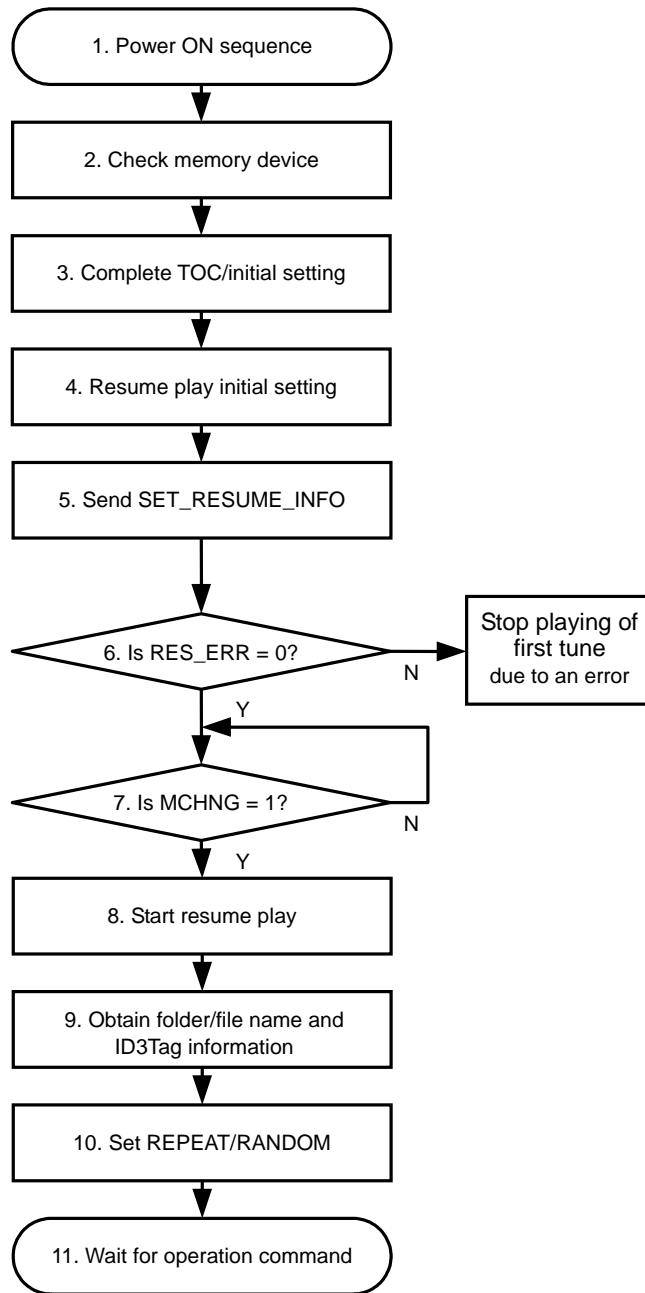 1. Power ON sequence
2. Check memory device
3. Complete TOC/initial setting
4. Resume play initial setting
5. Send SET_RESUME_INFO
6. Is RES_ERR = 0?
N
Stop playing of
first tune
due to an error
Y
7. Is MCHNG = 1?
N
Y
8. Start resume play
9. Obtain folder/file name and
ID3Tag information
10. Set REPEAT/RANDOM
11. Wait for operation command